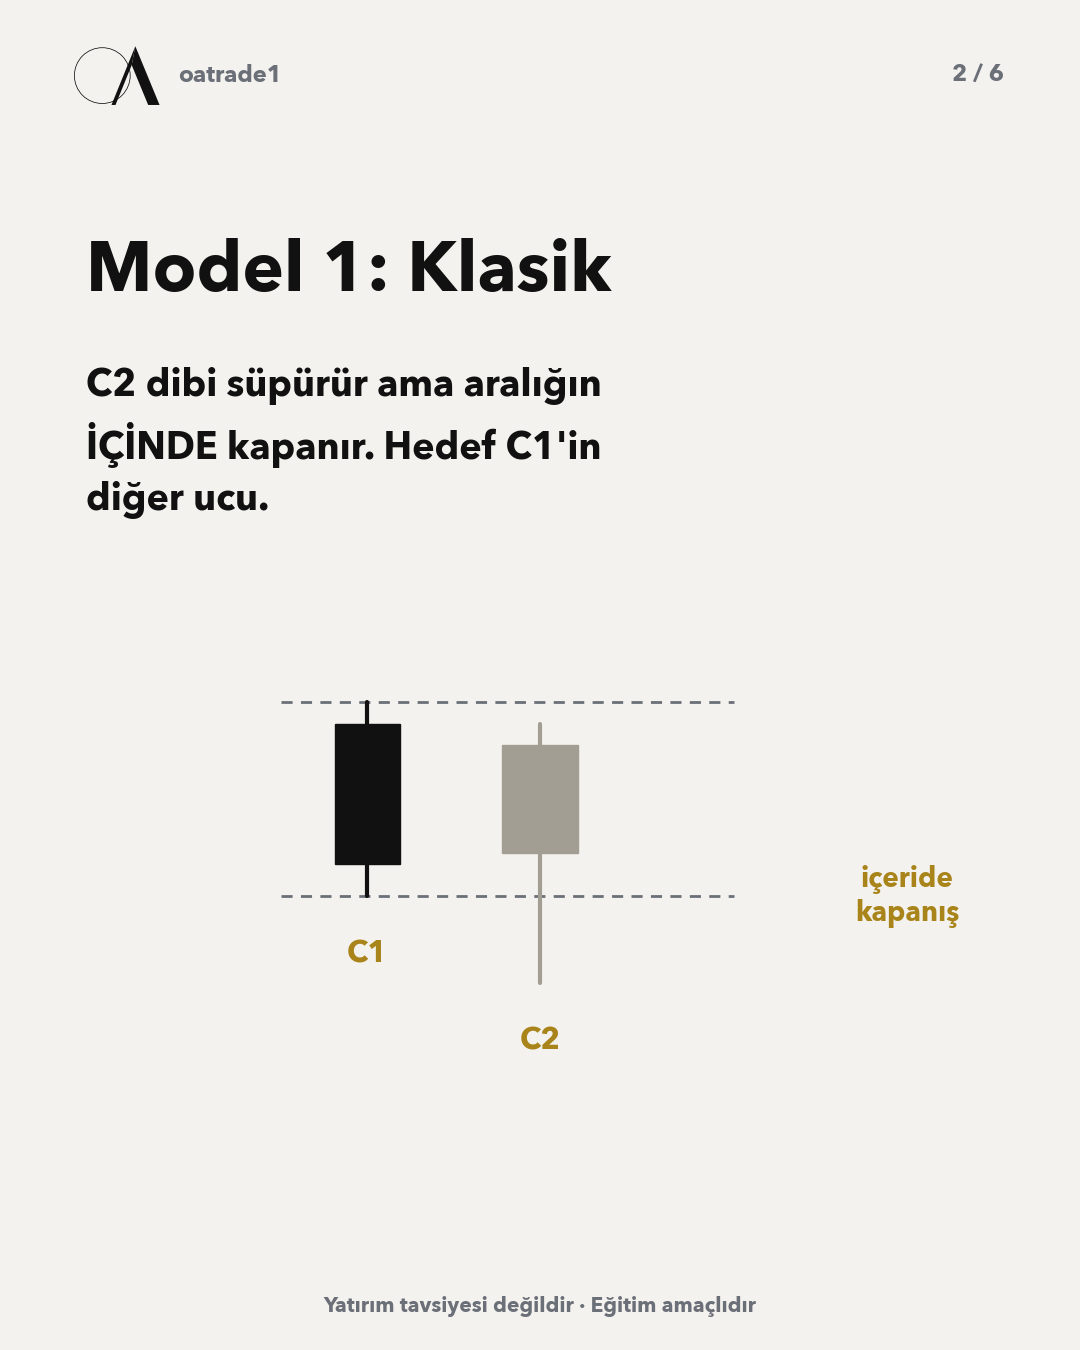 oatrade1
2 / 6
Model 1: Klasik
C2 dibi süpürür ama aralığın
İÇİNDE kapanır. Hedef C1'in
diğer ucu.
içeride
kapanış
C1
C2
Yatırım tavsiyesi değildir · Eğitim amaçlıdır